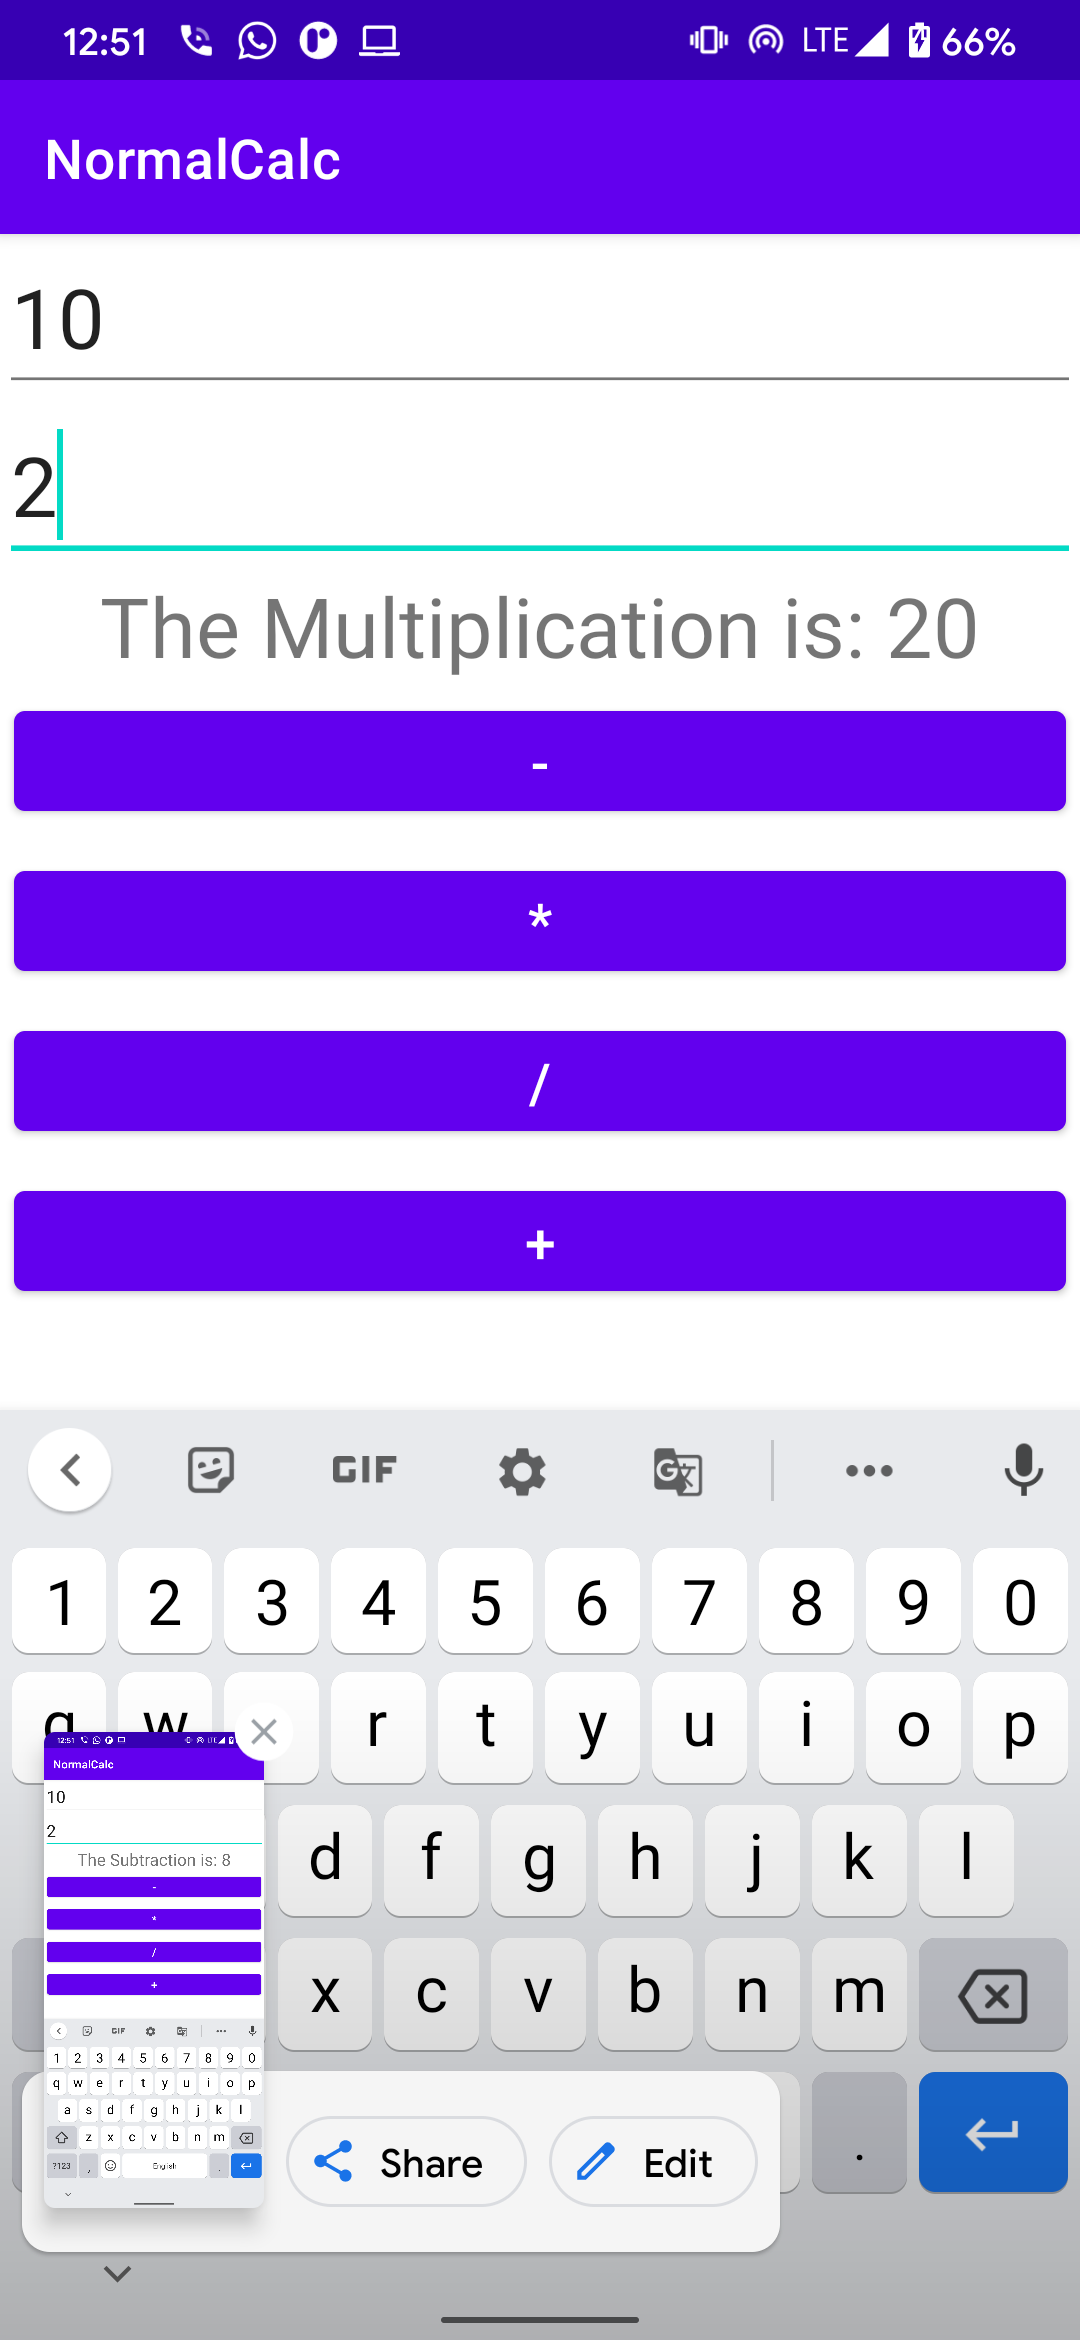 12:51 LTE 66%
NormalCalc
10
2
The Multiplication is: 20
-
*
/
+
GIF
1 2 3 4 5 6 7 8 9 0
q w r t y u i o p
d f g h j k l
x c v b n m
.
12:51 LTE
NormalCalc
10
2
The Subtraction is: 8
-
*
/
+
GIF
1 2 3 4 5 6 7 8 9 0
q w e r t y u i o p
a s d f g h j k l
z x c v b n m
?123 , English .
Share Edit